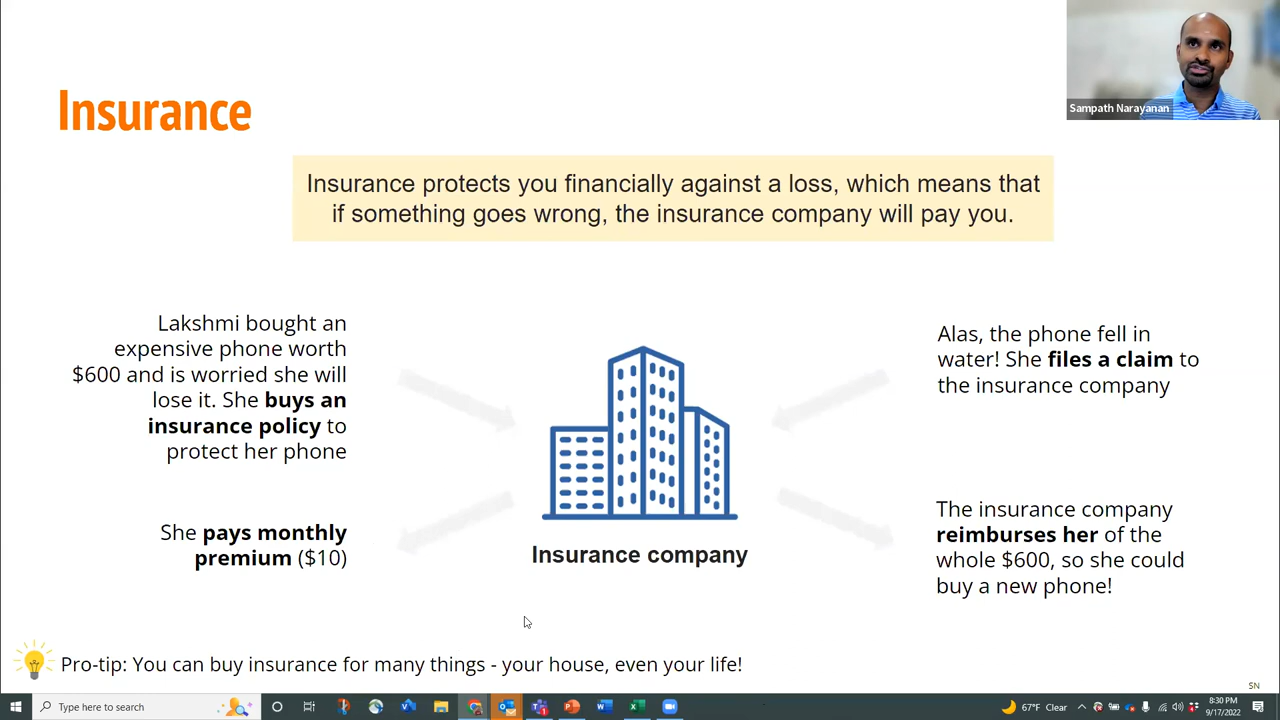 Sampath Narayanan
Insurance
Insurance protects you financially against a loss, which means that
if something goes wrong, the insurance company will pay you.
Lakshmi bought an
expensive phone worth
$600 and is worried she will
lose it. She buys an
insurance policy to
protect her phone
She pays monthly
premium ($10)
Insurance company
Alas, the phone fell in
water! She files a claim to
the insurance company
The insurance company
reimburses her of the
whole $600, so she could
buy a new phone!
Pro-tip: You can buy insurance for many things - your house, even your life!
SN
Type here to search
67°F Clear
8:30 PM
9/17/2022